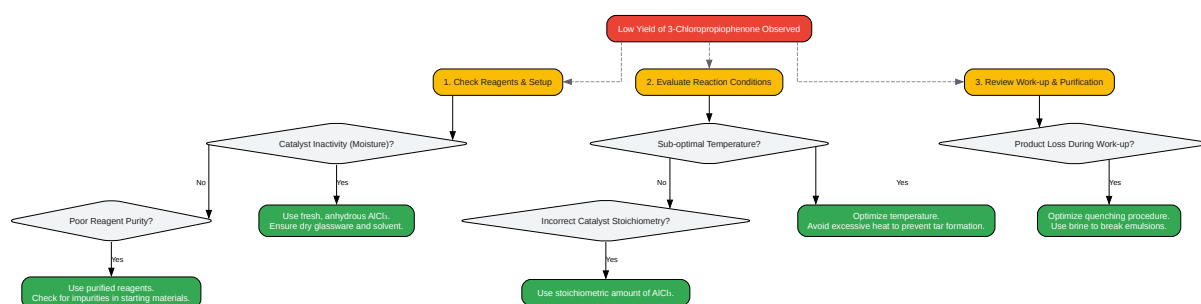 Low Yield of 3-Chloropropiophenone Observed
1. Check Reagents & Setup
2. Evaluate Reaction Conditions
3. Review Work-up & Purification
Catalyst Inactivity (Moisture)?
Sub-optimal Temperature?
Product Loss During Work-up?
No
Yes
No
Yes
Yes
Poor Reagent Purity?
Use fresh, anhydrous AlCl₃.
Ensure dry glassware and solvent.
Incorrect Catalyst Stoichiometry?
Optimize temperature.
Avoid excessive heat to prevent tar formation.
Optimize quenching procedure.
Use brine to break emulsions.
Yes
Yes
Use purified reagents.
Check for impurities in starting materials.
Use stoichiometric amount of AlCl₃.